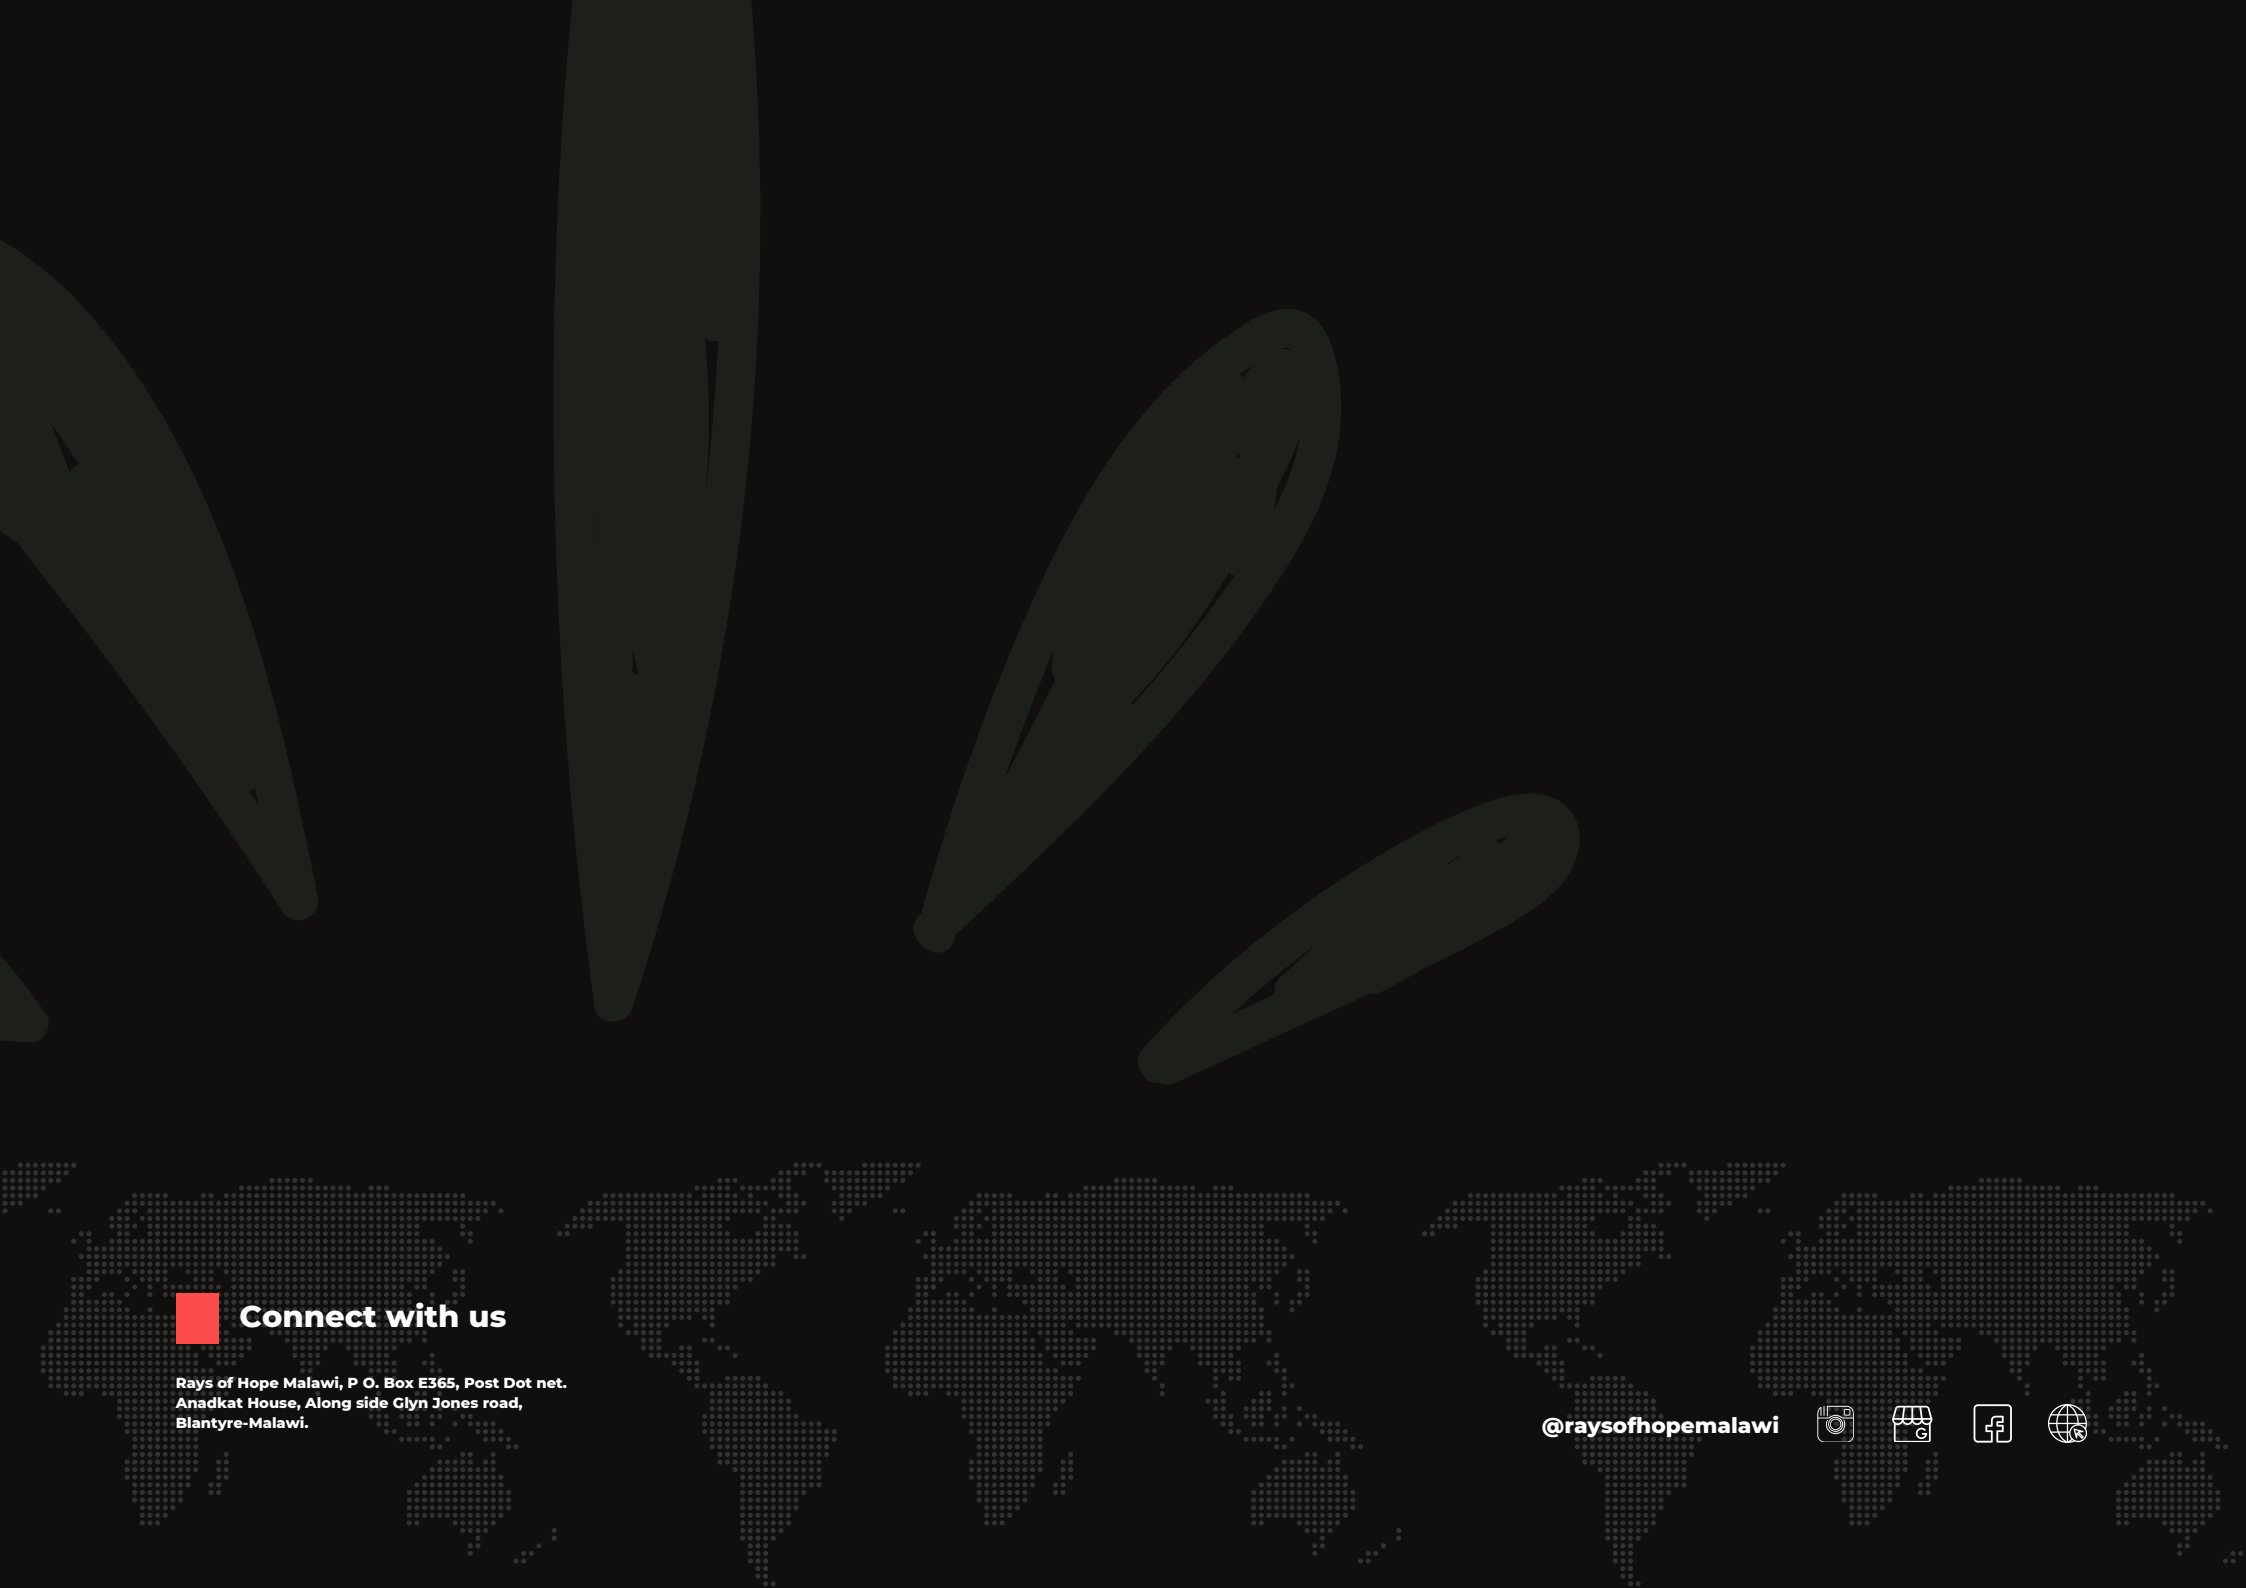 Connect with us
Rays of Hope Malawi, P O. Box E365, Post Dot net.
Anadkat House, Along side Glyn Jones road,
Blantyre-Malawi.
@raysofhopemalawi
G